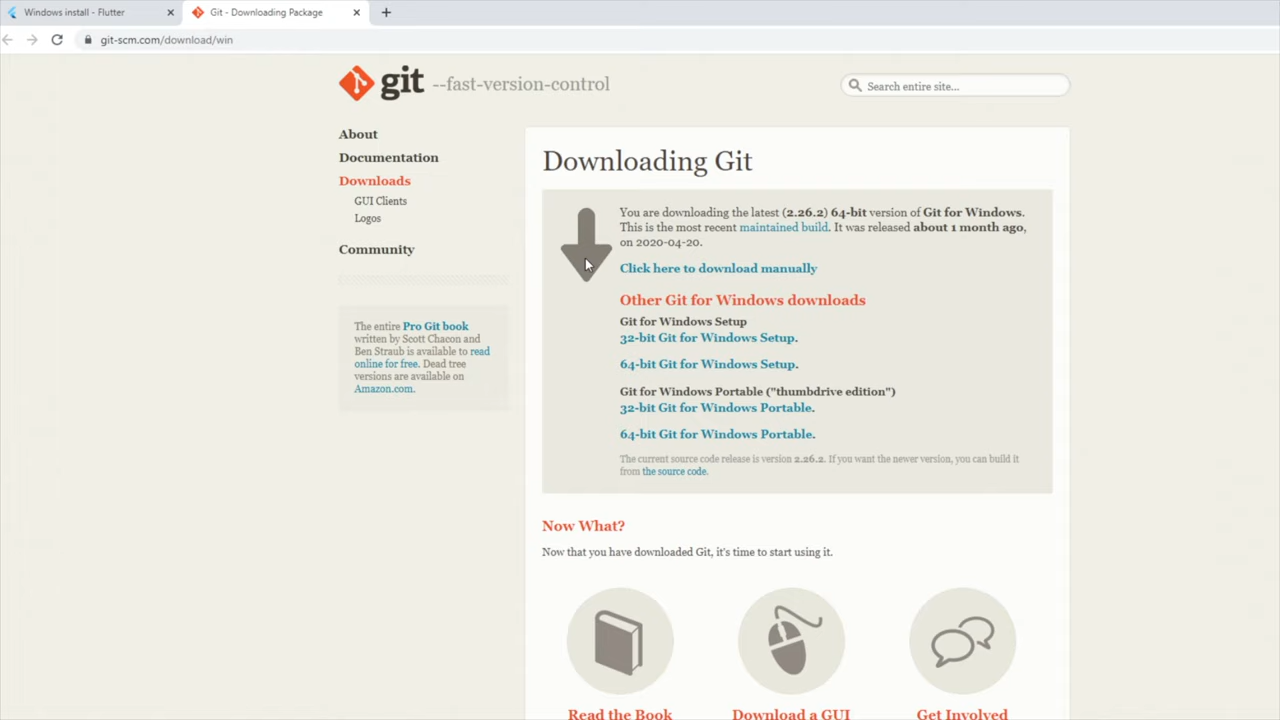 Windows install - Flutter
Git - Downloading Package
git-scm.com/download/win
git --fast-version-control
Search entire site...
About
Documentation
Downloads
GUI Clients
Logos
Community
The entire Pro Git book
written by Scott Chacon and
Ben Straub is available to read
online for free. Dead tree
versions are available on
Amazon.com.
Downloading Git
You are downloading the latest (2.26.2) 64-bit version of Git for Windows.
This is the most recent maintained build. It was released about 1 month ago,
on 2020-04-20.
Click here to download manually
Other Git for Windows downloads
Git for Windows Setup
32-bit Git for Windows Setup.
64-bit Git for Windows Setup.
Git for Windows Portable ("thumbdrive edition")
32-bit Git for Windows Portable.
64-bit Git for Windows Portable.
The current source code release is version 2.26.2. If you want the newer version, you can build it
from the source code.
Now What?
Now that you have downloaded Git, it's time to start using it.
Read the Book
Download a GUI
Get Involved